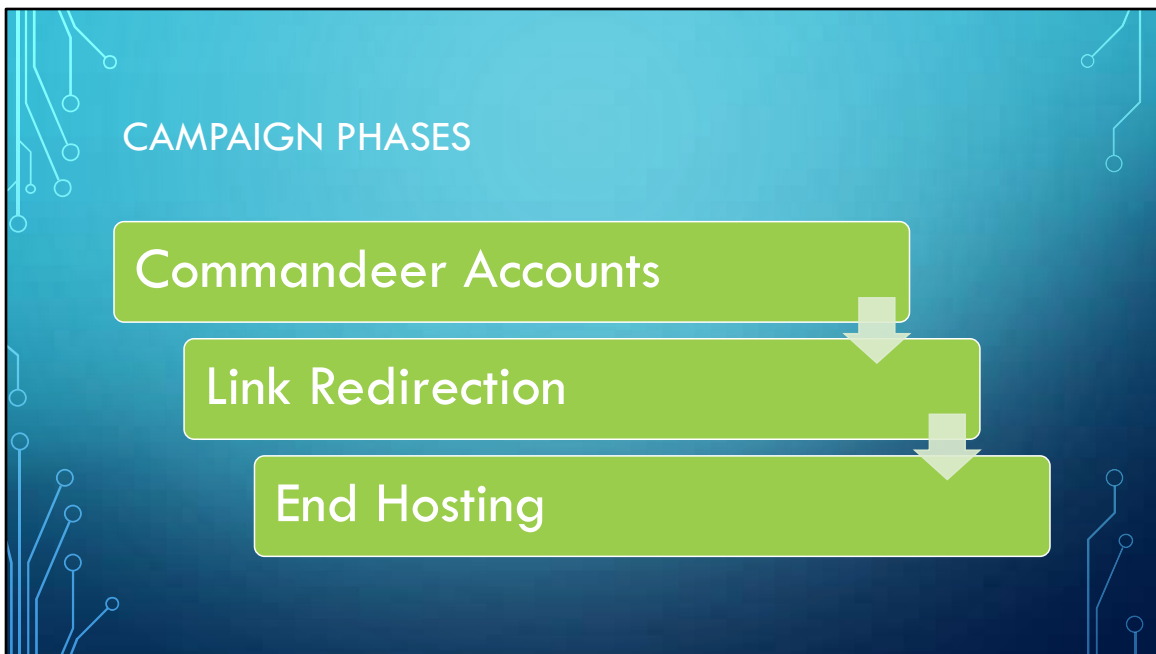 CAMPAIGN PHASES
Commandeer Accounts
Link Redirection
End Hosting